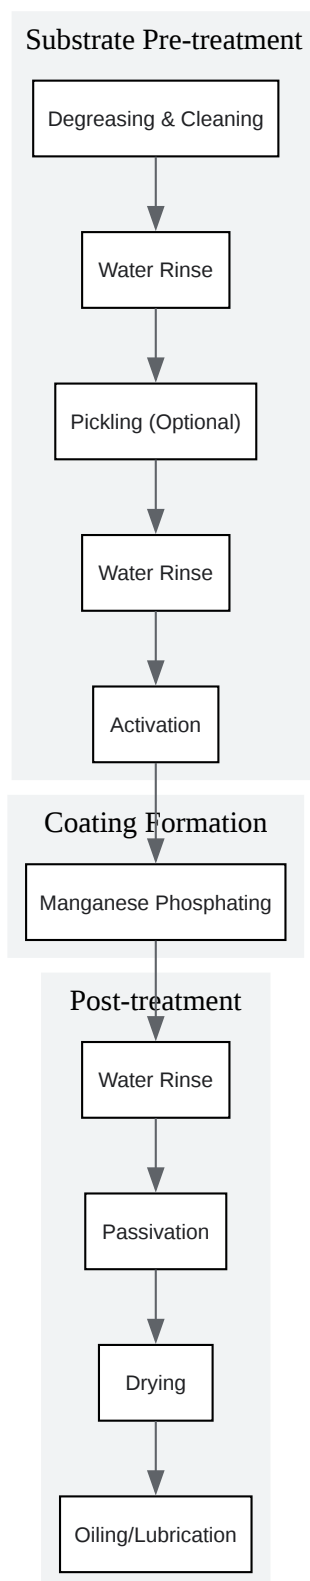 Substrate Pre-treatment
Degreasing & Cleaning
Water Rinse
Pickling (Optional)
Water Rinse
Activation
Coating Formation
Manganese Phosphating
Post-treatment
Water Rinse
Passivation
Drying
Oiling/Lubrication